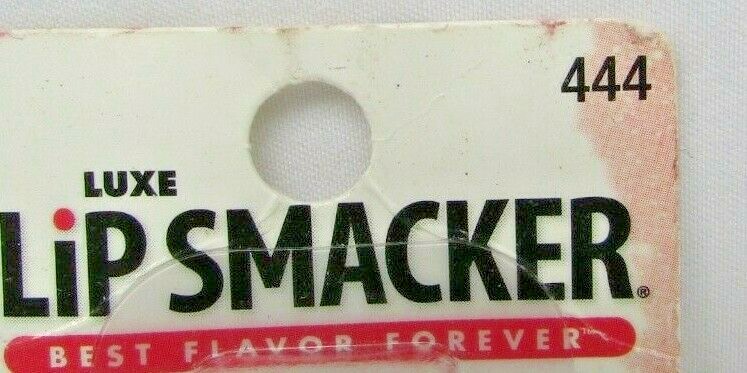 444
LUXE
LiP SMACKER®
BEST FLAVOR FOREVER™